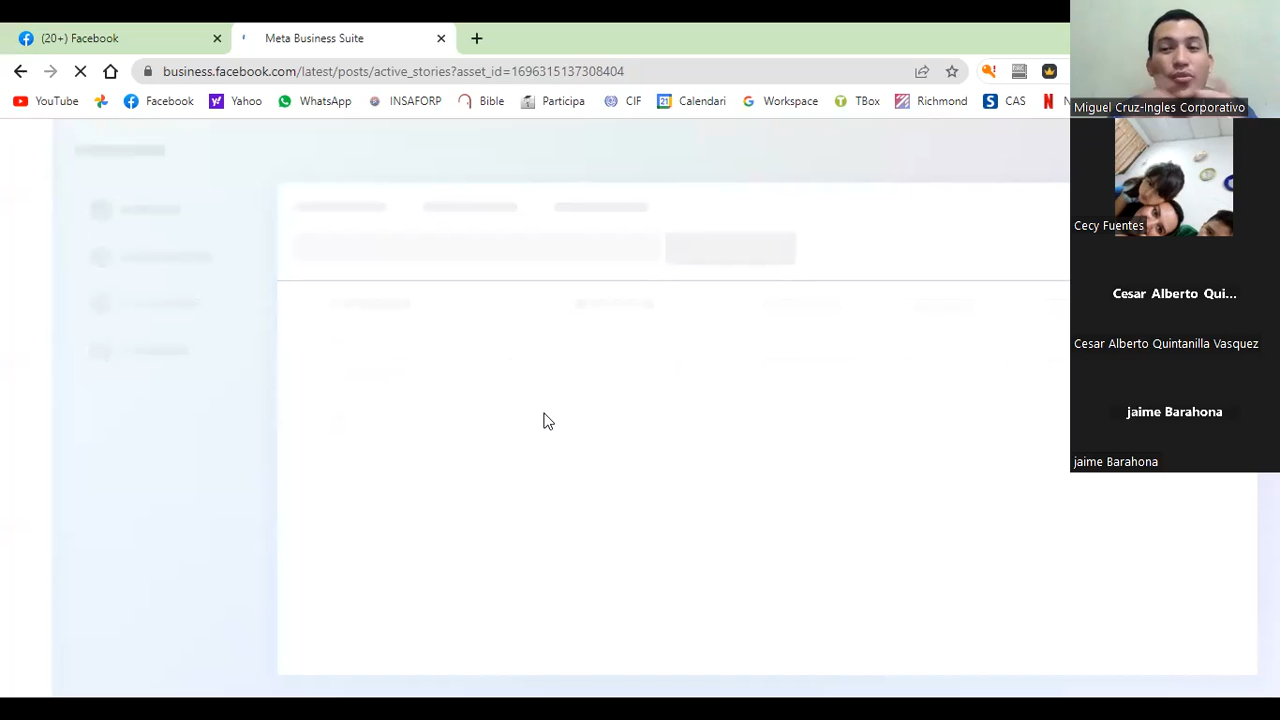 (20+) Facebook
Meta Business Suite
business.facebook.com/latest/posts/active_stories?asset_id=1696315137308404
YouTube Facebook Yahoo WhatsApp INSAFORP Bible Participa CIF Calendari Workspace TBox Richmond CAS
Miguel Cruz-Ingles Corporativo
Cecy Fuentes
Cesar Alberto Qui...
Cesar Alberto Quintanilla Vasquez
jaime Barahona
jaime Barahona